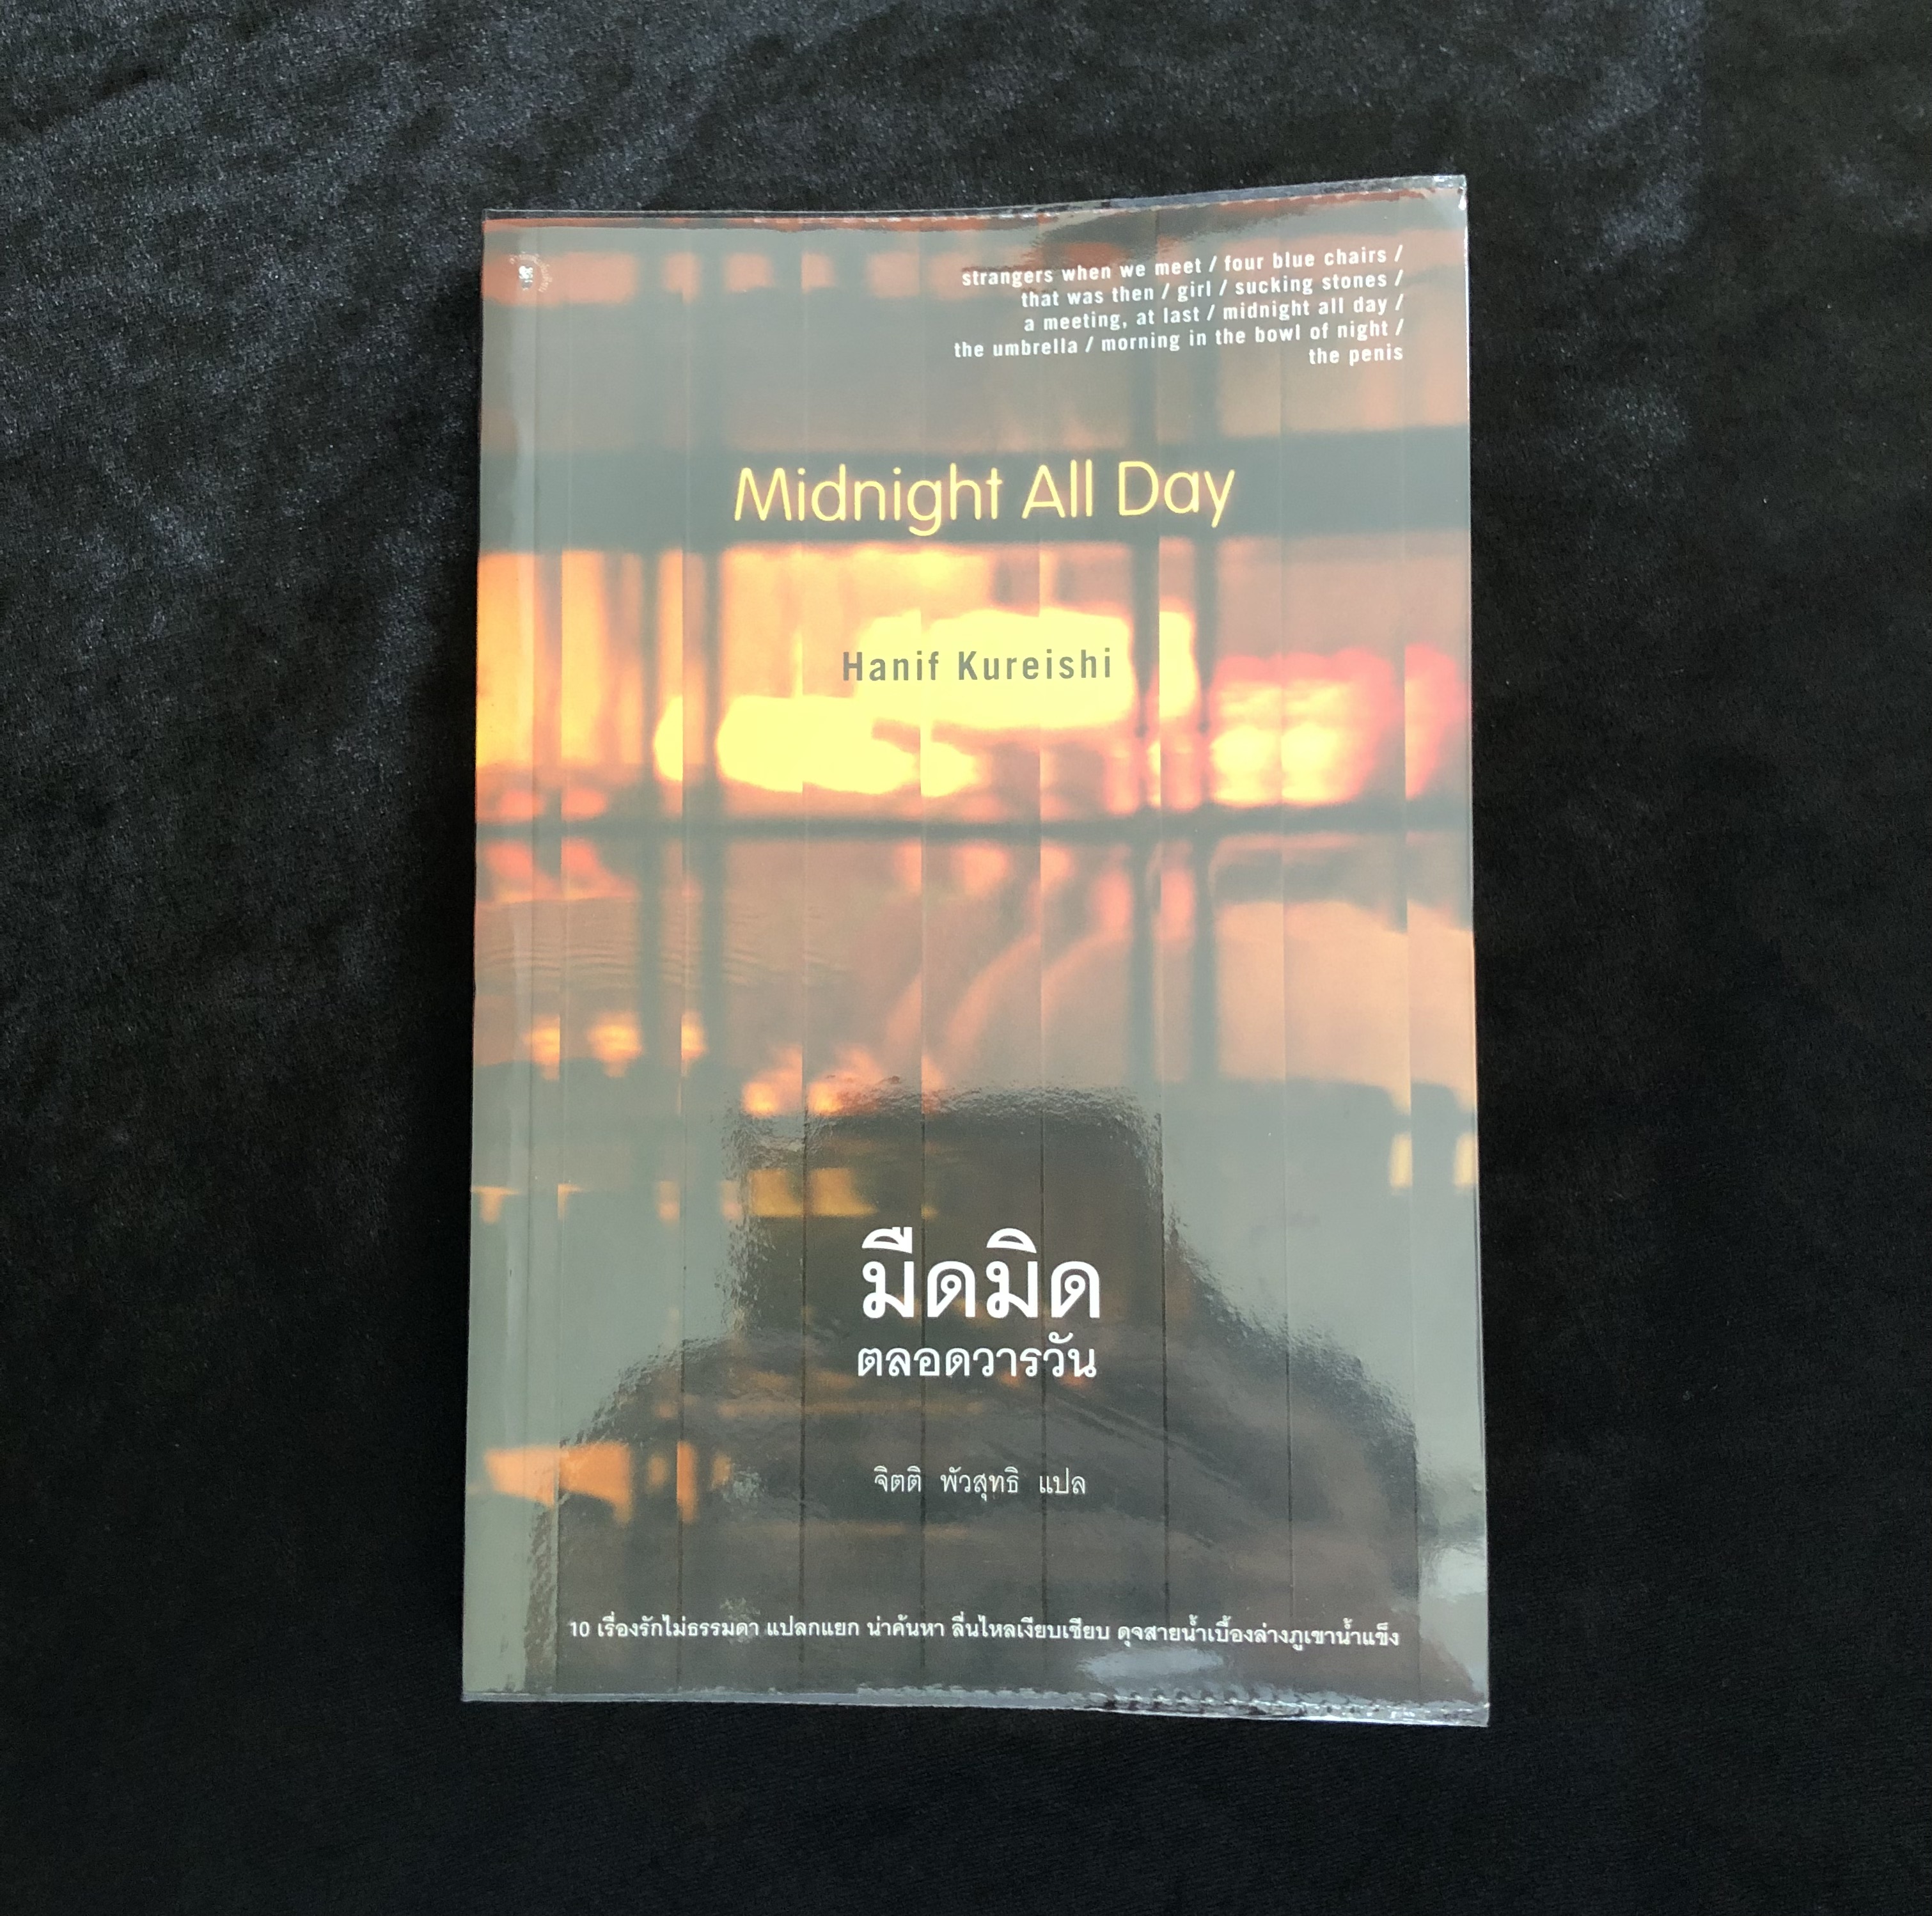 strangers when we meet / four blue chairs /
that was then / girl / sucking stones /
a meeting, at last / midnight all day /
the umbrella / morning in the bowl of night /
the penis
Midnight All Day
Hanif Kureishi
มืดมิด
ตลอดวารวัน
จิตติ พัวสุทธิ แปล
10 เรื่องรักไม่ธรรมดา แปลกแยก น่าค้นหา ลื่นไหลเงียบเชียบ ดุจสายน้ำเบื้องล่างภูเขาน้ำแข็ง